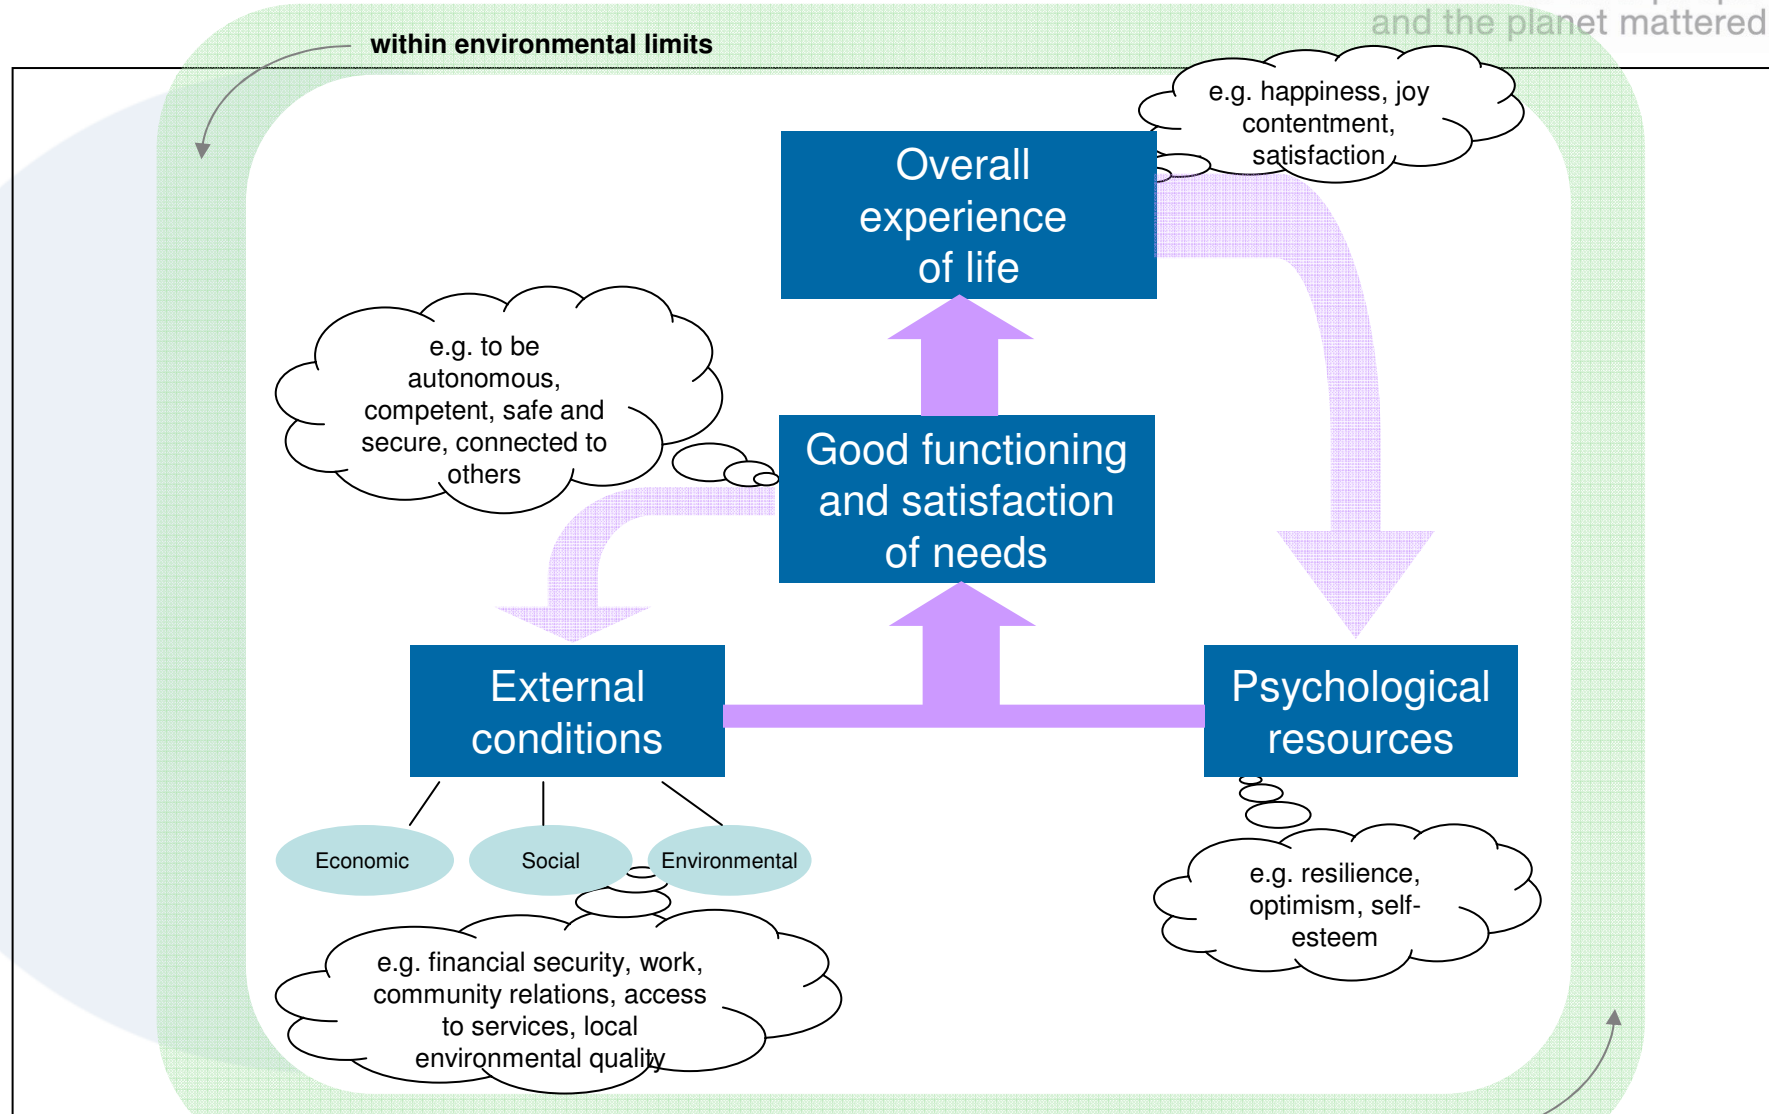 and the planet mattered
within environmental limits
e.g. happiness, joy
contentment,
satisfaction
Overall
experience
of life
e.g. to be
autonomous,
competent, safe and
secure, connected to
others
Good functioning
and satisfaction
of needs
External
conditions
Psychological
resources
Economic
Social
Environmental
e.g. resilience,
optimism, self-
esteem
e.g. financial security, work,
community relations, access
to services, local
environmental quality